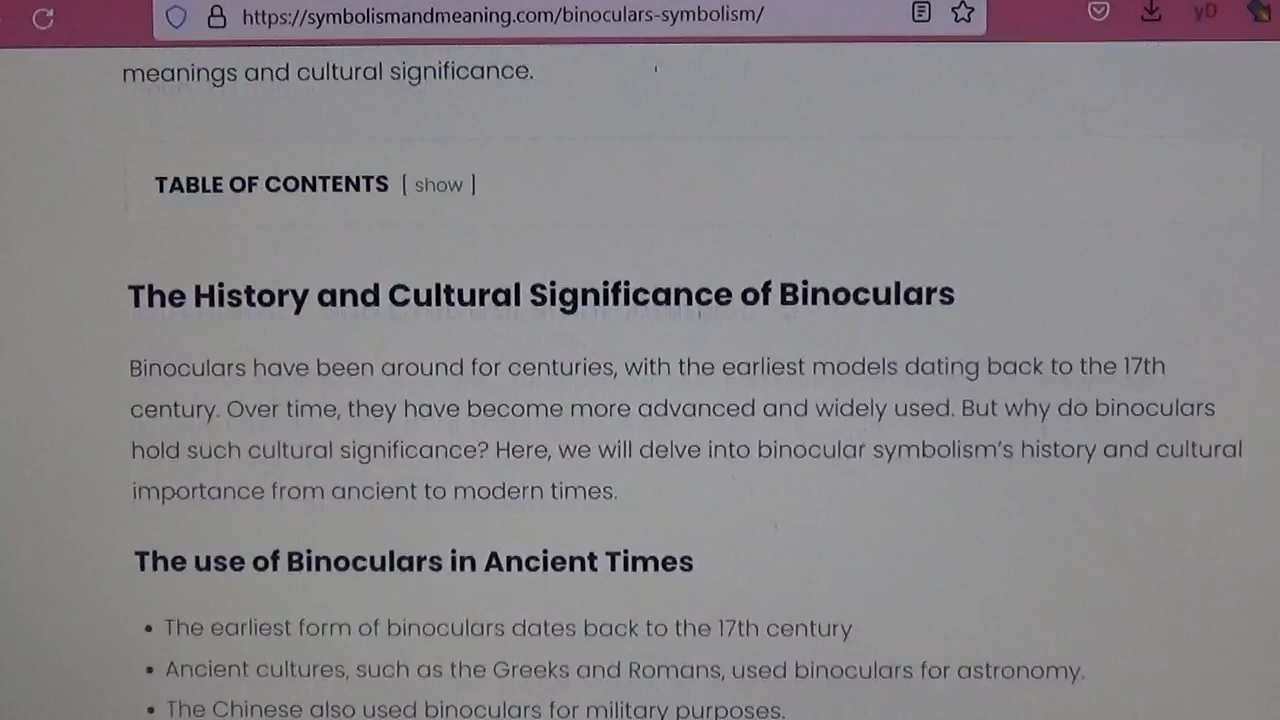 https://symbolismandmeaning.com/binoculars-symbolism/
yD
meanings and cultural significance.
TABLE OF CONTENTS [ show ]
The History and Cultural Significance of Binoculars
Binoculars have been around for centuries, with the earliest models dating back to the 17th
century. Over time, they have become more advanced and widely used. But why do binoculars
hold such cultural significance? Here, we will delve into binocular symbolism's history and cultural
importance from ancient to modern times.
The use of Binoculars in Ancient Times
• The earliest form of binoculars dates back to the 17th century
• Ancient cultures, such as the Greeks and Romans, used binoculars for astronomy.
• The Chinese also used binoculars for military purposes.